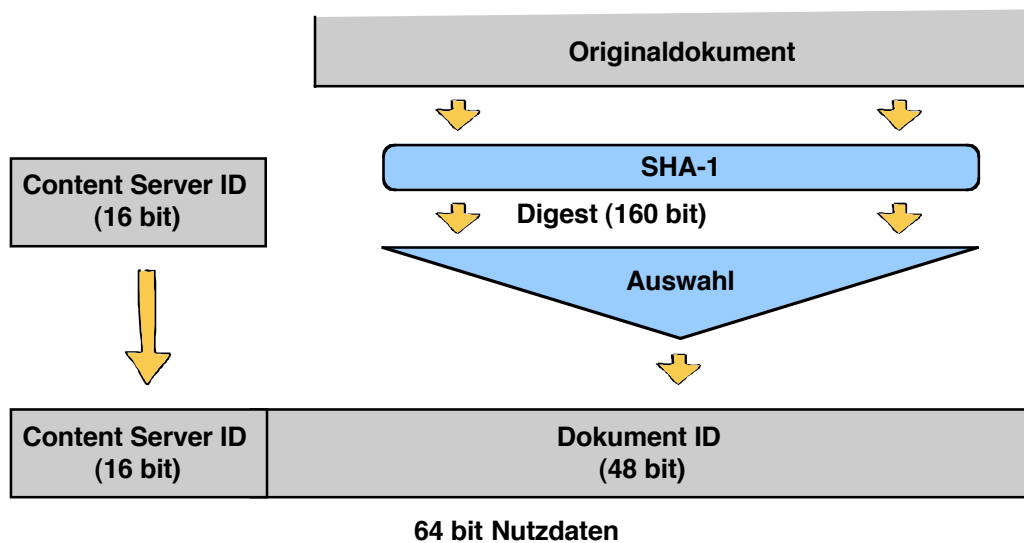 Originaldokument
SHA-1
Content Server ID
(16 bit)
Digest (160 bit)
Auswahl
Content Server ID
(16 bit)
Dokument ID
(48 bit)
64 bit Nutzdaten